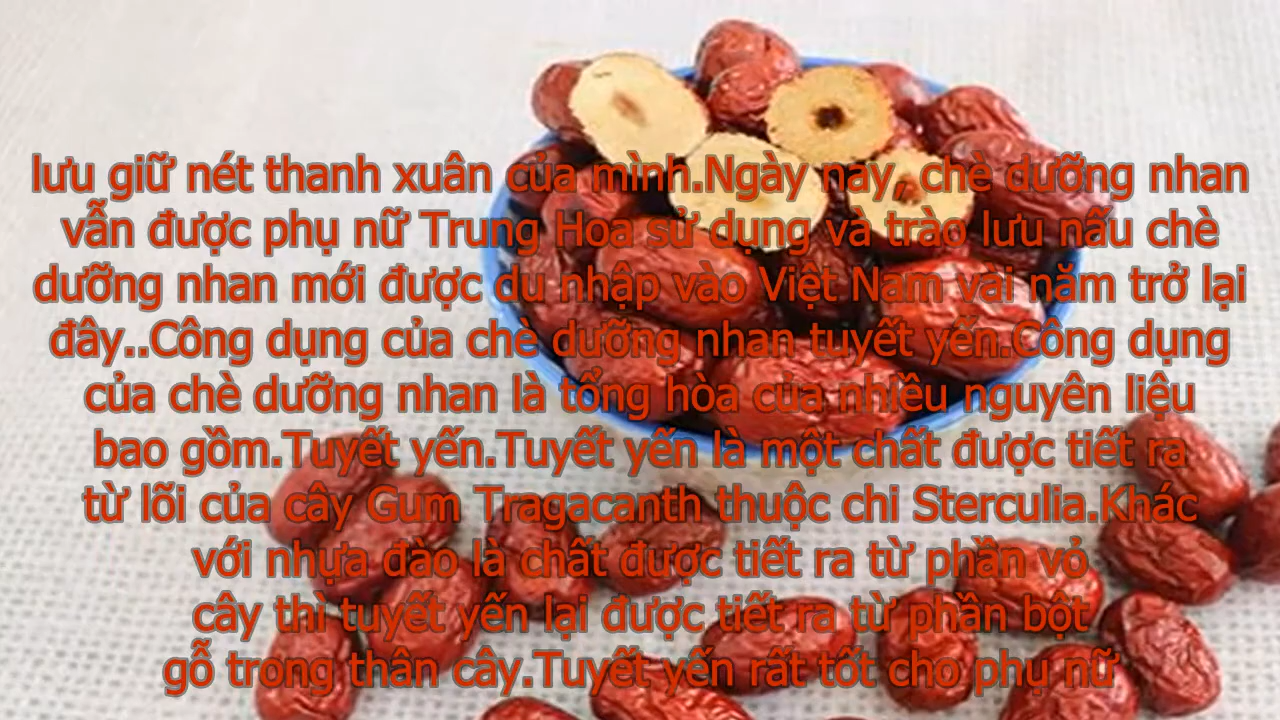 lưu giữ nét thanh xuân của mình.Ngày nay, chè dưỡng nhan
vẫn được phụ nữ Trung Hoa sử dụng và trào lưu nấu chè
dưỡng nhan mới được du nhập vào Việt Nam vài năm trở lại
đây..Công dụng của chè dưỡng nhan tuyết yến.Công dụng
của chè dưỡng nhan là tổng hòa của nhiều nguyên liệu
bao gồm.Tuyết yến.Tuyết yến là một chất được tiết ra
từ lõi của cây Gum Tragacanth thuộc chi Sterculia.Khác
với nhựa đào là chất được tiết ra từ phần vỏ
cây thì tuyết yến lại được tiết ra từ phần bột
gỗ trong thân cây.Tuyết yến rất tốt cho phụ nữ